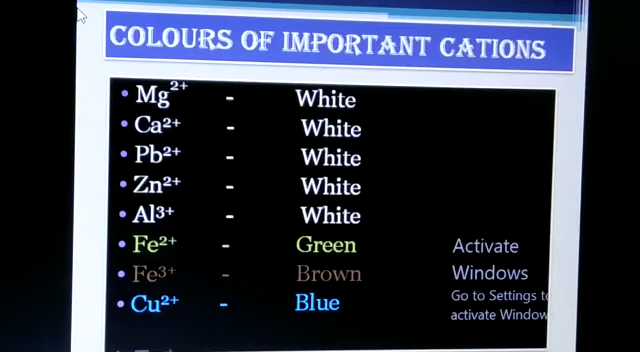 COLOURS OF IMPORTANT CATIONS
• Mg²⁺ - White
• Ca²⁺ - White
• Pb²⁺ - White
• Zn²⁺ - White
• Al³⁺ - White
• Fe²⁺ - Green
• Fe³⁺ - Brown
• Cu²⁺ - Blue
Activate
Windows
Go to Settings to
activate Window